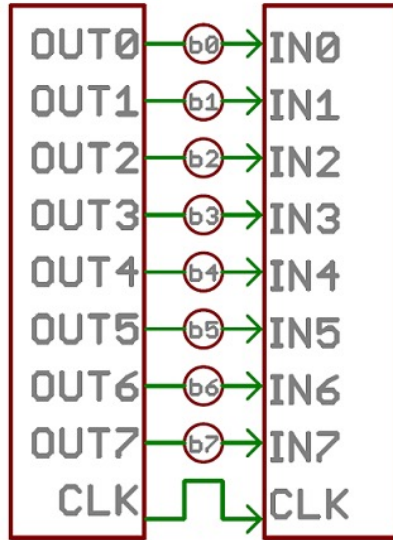 OUT0 b0 IN0
OUT1 b1 IN1
OUT2 b2 IN2
OUT3 b3 IN3
OUT4 b4 IN4
OUT5 b5 IN5
OUT6 b6 IN6
OUT7 b7 IN7
CLK CLK